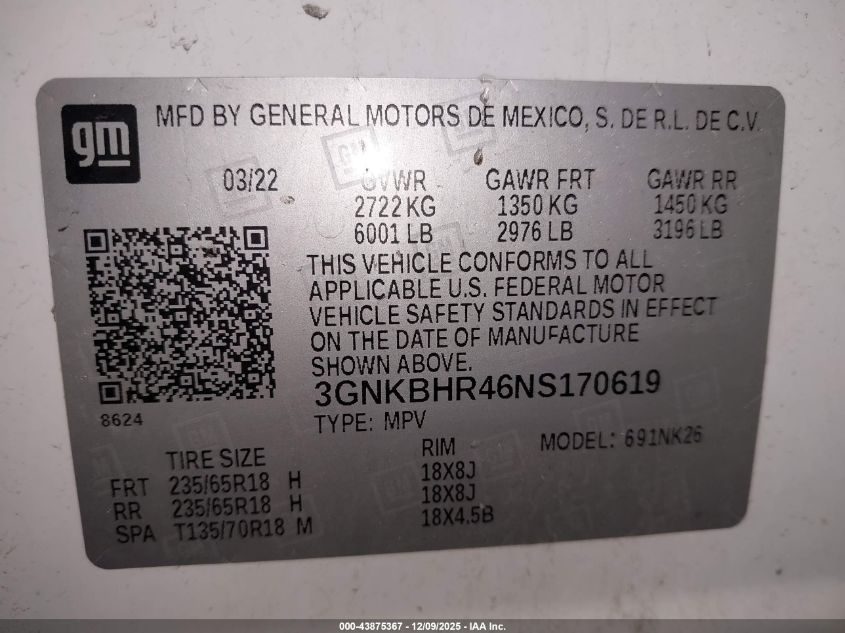 gm
MFD BY GENERAL MOTORS DE MEXICO, S. DE R.L. DE C.V.
03/22 GVWR GAWR FRT GAWR RR
2722 KG 1350 KG 1450 KG
6001 LB 2976 LB 3196 LB
THIS VEHICLE CONFORMS TO ALL
APPLICABLE U.S. FEDERAL MOTOR
VEHICLE SAFETY STANDARDS IN EFFECT
ON THE DATE OF MANUFACTURE
SHOWN ABOVE.
3GNKBHR46NS170619
8624
TYPE: MPV
MODEL: 691NK26
TIRE SIZE RIM
FRT 235/65R18 H 18X8J
RR 235/65R18 H 18X8J
SPA T135/70R18 M 18X4.5B
000-43875367 - 12/09/2025 - IAA Inc.